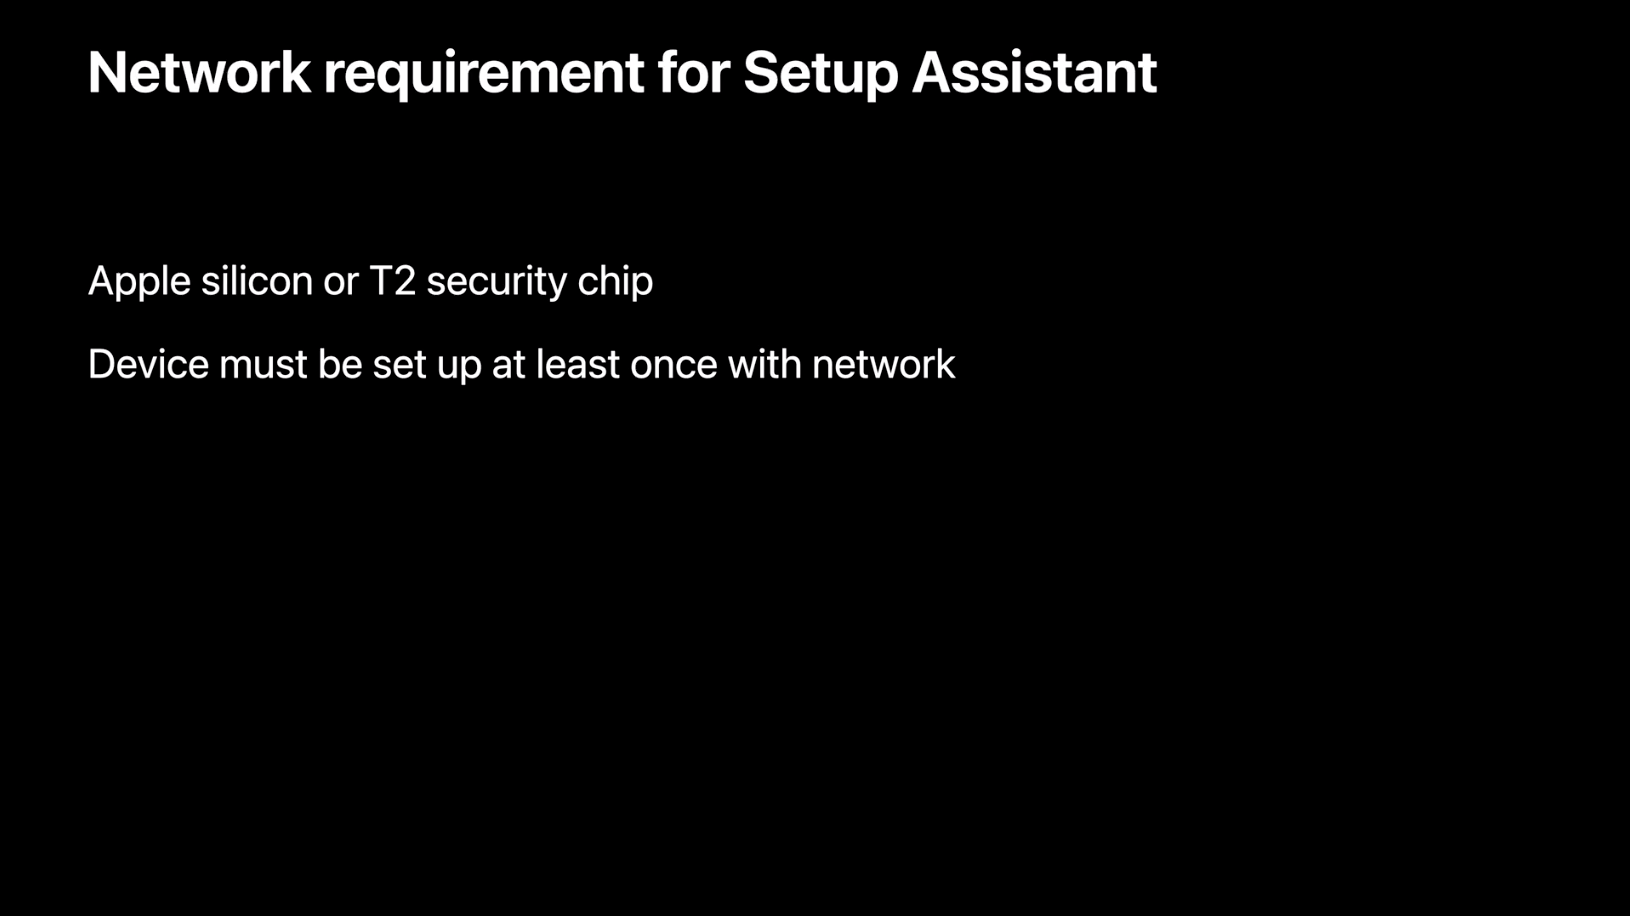 Network requirement for Setup Assistant
Apple silicon or T2 security chip
Device must be set up at least once with network